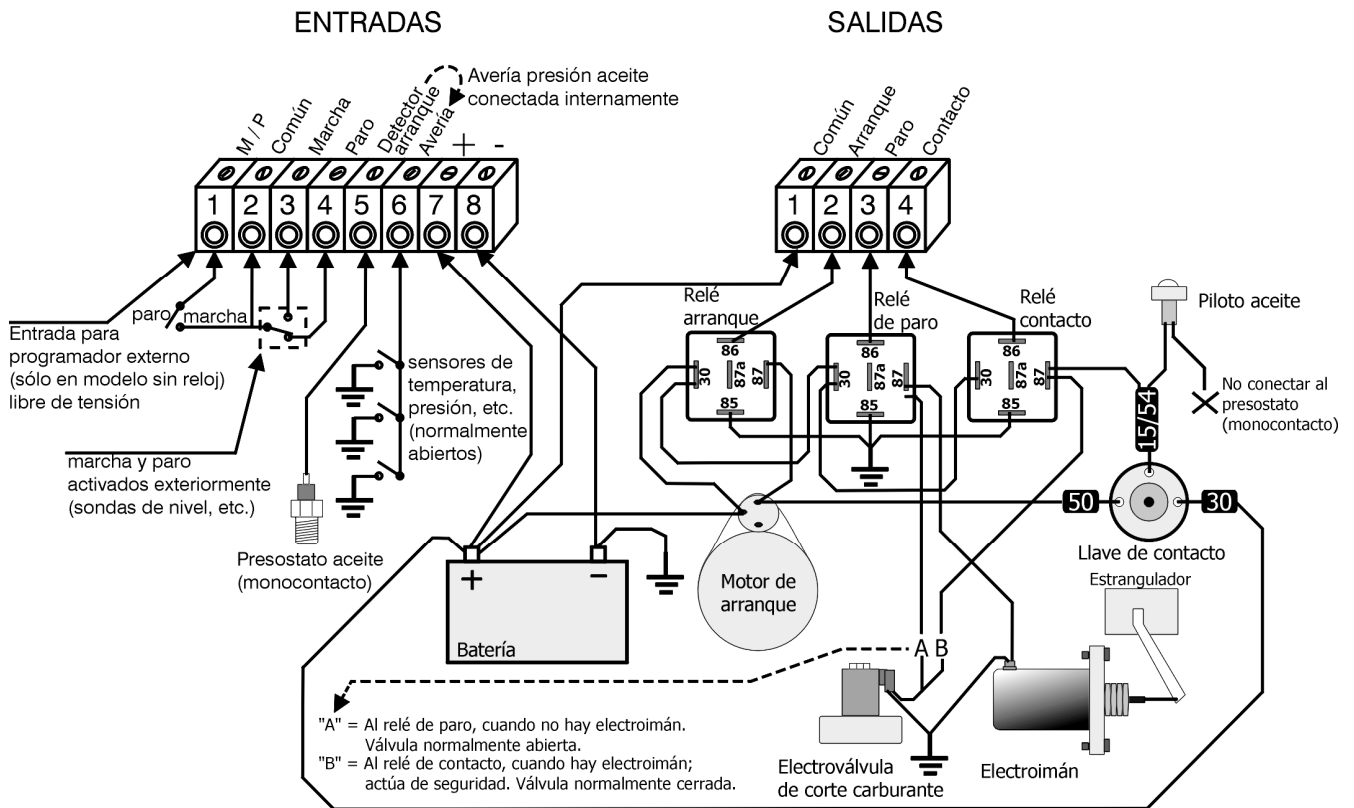 ENTRADAS
SALIDAS
M / P
Común
Marcha
Paro
Detector
arranque
Avería
+
-
Avería presión aceite
conectada internamente
Común
Arranque
Paro
Contacto
1
2
3
4
5
6
7
8
1
2
3
4
paro
marcha
Entrada para
programador externo
(sólo en modelo sin reloj)
libre de tensión
marcha y paro
activados exteriormente
(sondas de nivel, etc.)
Presostato aceite
(monocontacto)
sensores de
temperatura,
presión, etc.
(normalmente
abiertos)
Relé
arranque
86
30
87a
87
85
Relé
de paro
86
30
87a
87
85
Relé
contacto
86
30
87a
87
85
Piloto aceite
No conectar al
presostato
(monocontacto)
15/54
50
30
Llave de contacto
Estrangulador
+
-
Batería
Motor de
arranque
A B
"A" = Al relé de paro, cuando no hay electroimán.
Válvula normalmente abierta.
"B" = Al relé de contacto, cuando hay electroimán;
actúa de seguridad. Válvula normalmente cerrada.
Electroválvula
de corte carburante
Electroimán